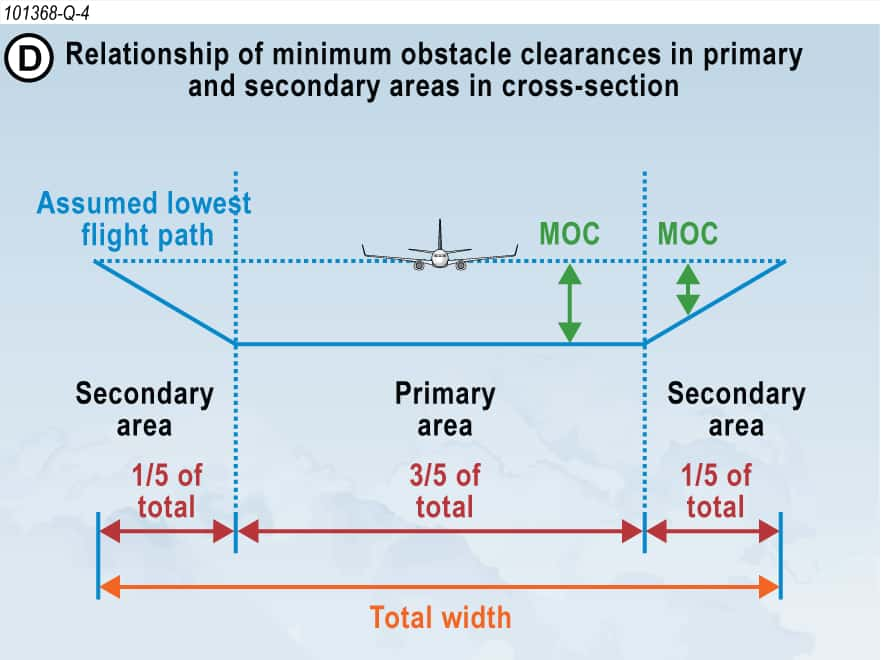 101368-Q-4
D Relationship of minimum obstacle clearances in primary
and secondary areas in cross-section
Assumed lowest
flight path
MOC
MOC
Secondary
area
Primary
area
Secondary
area
1/5 of
total
3/5 of
total
1/5 of
total
Total width